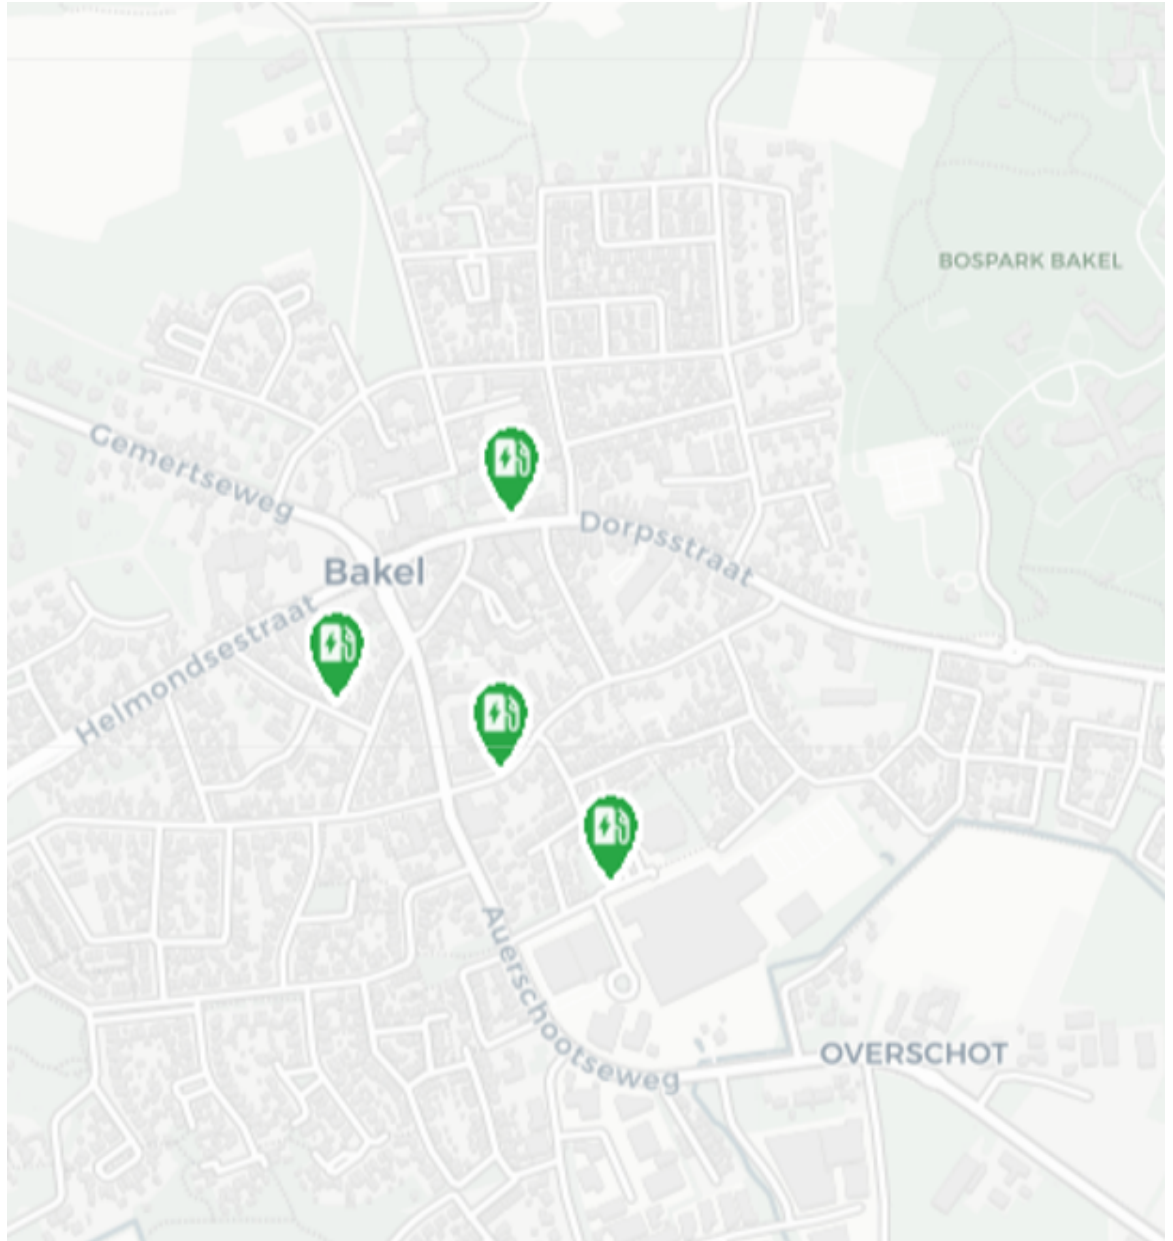 BOSPARK BAKEL
Gemertseweg
Dorpsstraat
Bakel
Helmondsestraat
Auerschootseweg
OVERSCHOT